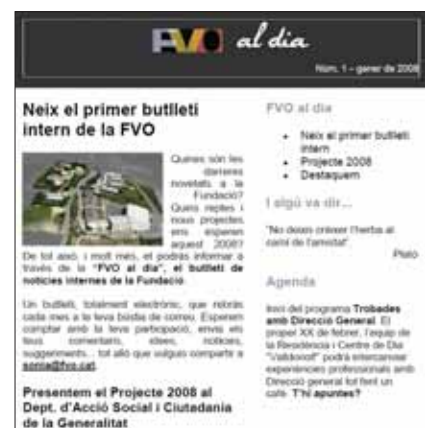 FVO al dia
Núm. 1 – gener de 2008
Neix el primer butlletí
intern de la FVO
Quines són les
darreres
novetats a la
Fundació?
Quins reptes i
nous projectes
ens esperen
aquest 2008?
De tot això, i molt més, et podràs informar a
través de la "FVO al dia", el butlletí de
notícies internes de la Fundació.
Un butlletí, totalment electrònic, que rebràs
cada mes a la teva bústia de correu. Esperem
comptar amb la teva participació, envia els
teus comentaris, idees, notícies,
suggeriments... tot allò que vulguis compartir a
sonia@fvo.cat.
Presentem el Projecte 2008 al
Dept. d'Acció Social i Ciutadania
de la Generalitat
FVO al dia
• Neix el primer butlletí
intern
• Projecte 2008
• Destaquem
I algú va dir...
"No deixis créixer l'herba al
camí de l'amistat".
Plató
Agenda
Inici del programa Trobades
amb Direcció General. El
proper XX de febrer, l'equip de
la Residència i Centre de Dia
Direcció general tot fent un
cafè. T'hi apuntes?